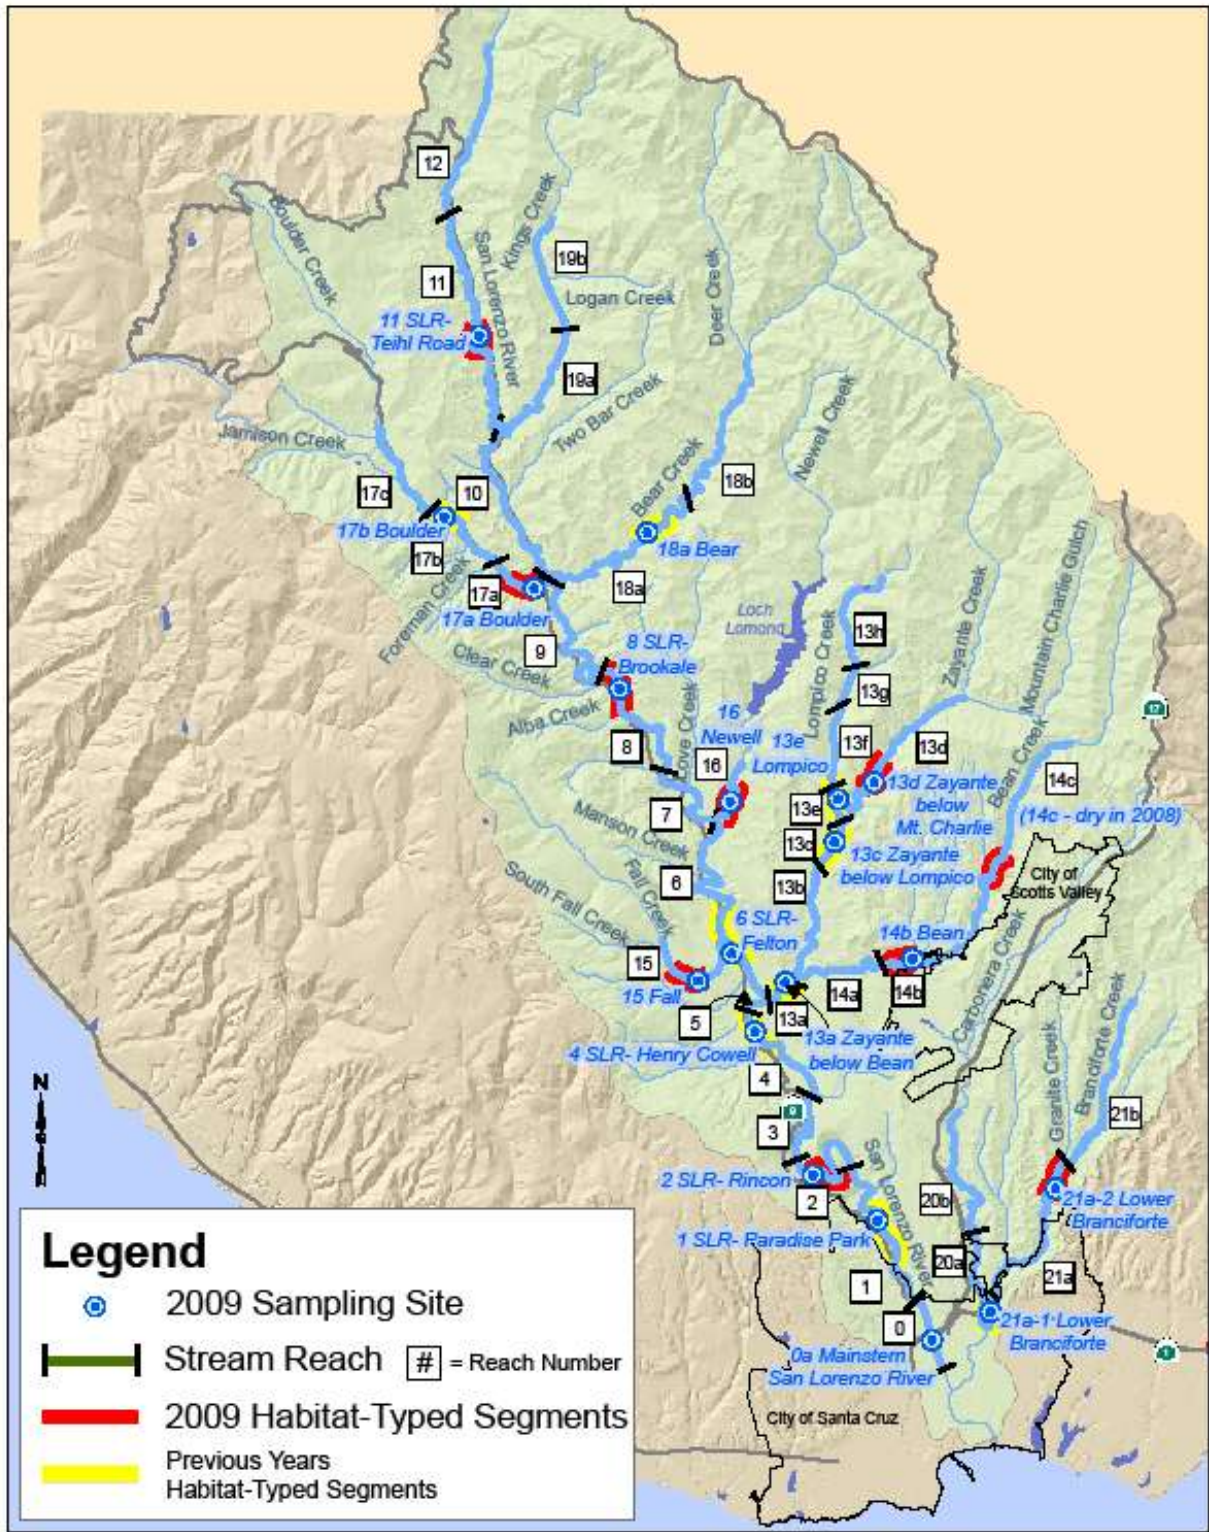 12
San Lorenzo River
Kings Creek
Boulder Creek
19b
Logan Creek
Deer Creek
11
11 SLR-
Teihl Road
19a
Two Bar Creek
Newell Creek
Jamison Creek
Bear Creek
18b
17c
10
17b Boulder
18a Bear
17b
Foreman Creek
17a
17a Boulder
18a
Mountain Charlie Gulch
Zayante Creek
Loch
Lomond
Lompico Creek
13h
9
8 SLR-
Brookale
Clear Creek
Alba Creek
13g
17
Love Creek
16
Newell
13e
Lompico
13f
13d
Bean Creek
8
16
14c
13d Zayante
below
Mt. Charlie
(14c - dry in 2008)
7
Manson Creek
13e
13c
13c Zayante
below Lompico
City of
Scotts Valley
6
13b
Fall Creek
South Fall Creek
6 SLR-
Felton
14b Bean
Carbonera Creek
15
15 Fall
14a
14b
5
13a
4 SLR- Henry Cowell
13a Zayante
below Bean
Granite Creek
Branciforte Creek
N
4
9
3
21b
San Lorenzo River
2 SLR- Rincon
2
20b
21a-2 Lower
Branciforte
1 SLR- Paradise Park
20a
21a
1
0
21a-1 Lower
Branciforte
1
0a Mainstem
San Lorenzo River
City of Santa Cruz
Legend
2009 Sampling Site
Stream Reach # = Reach Number
2009 Habitat-Typed Segments
Previous Years
Habitat-Typed Segments